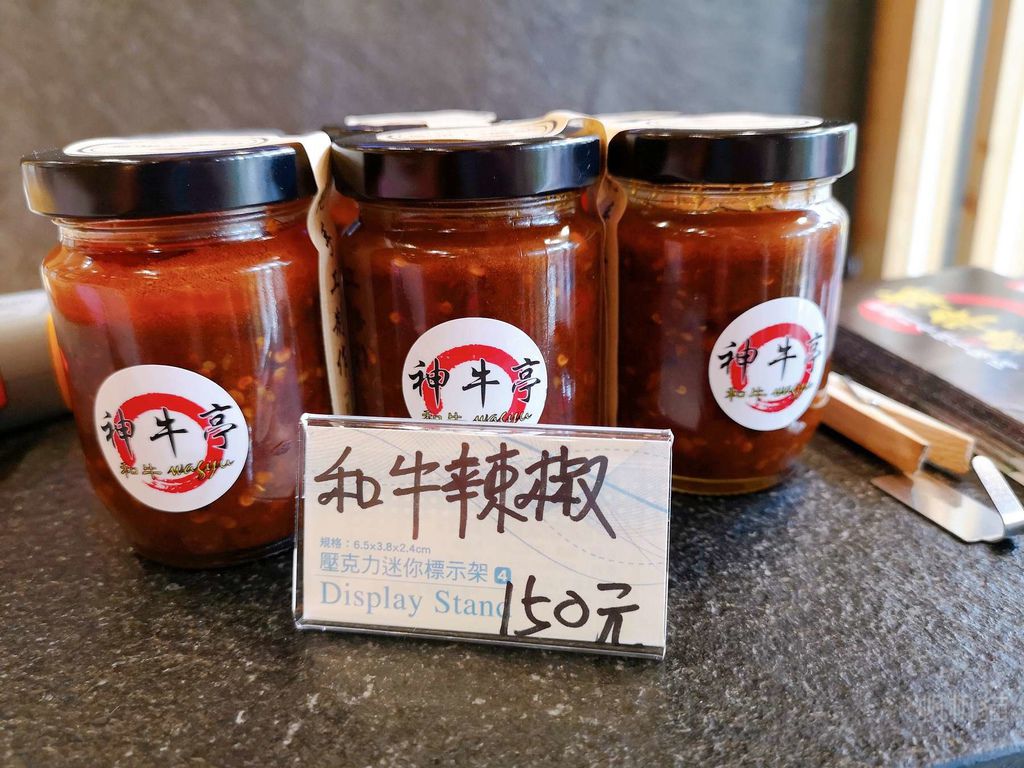 神牛亭
和牛 wagyu
神牛亭
和牛 wagyu
神牛亭
和牛 wagyu
和牛辣椒
規格：6.5x3.8x2.4cm
壓克力迷你標示架 4
Display Stand
150元